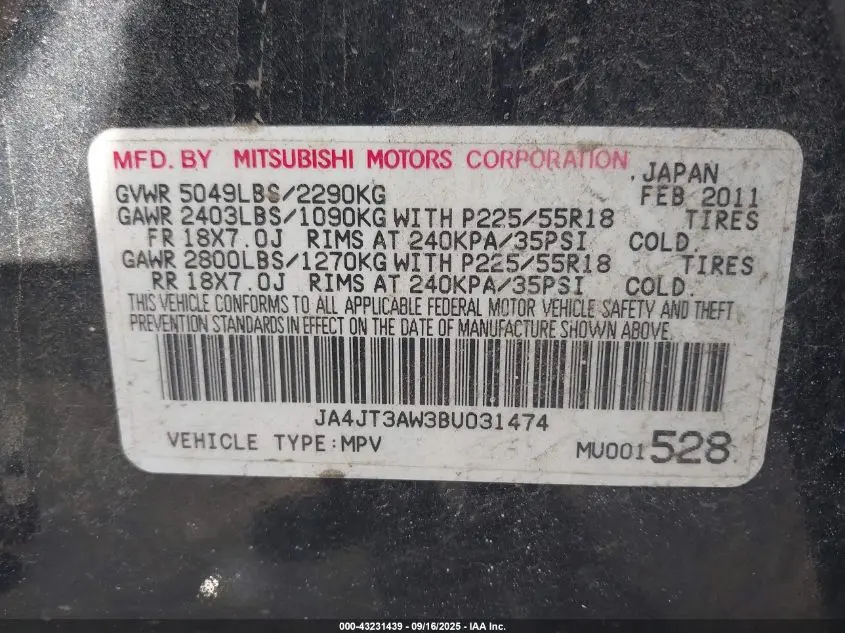 MFD. BY MITSUBISHI MOTORS CORPORATION, JAPAN
GVWR 5049LBS/2290KG FEB 2011
GAWR 2403LBS/1090KG WITH P225/55R18 TIRES
FR 18X7.0J RIMS AT 240KPA/35PSI COLD.
GAWR 2800LBS/1270KG WITH P225/55R18 TIRES
RR 18X7.0J RIMS AT 240KPA/35PSI COLD.
THIS VEHICLE CONFORMS TO ALL APPLICABLE FEDERAL MOTOR VEHICLE SAFETY AND THEFT
PREVENTION STANDARDS IN EFFECT ON THE DATE OF MANUFACTURE SHOWN ABOVE.
JA4JT3AW3BU031474
VEHICLE TYPE:MPV MU001528
000-43231439 - 09/16/2025 - IAA Inc.